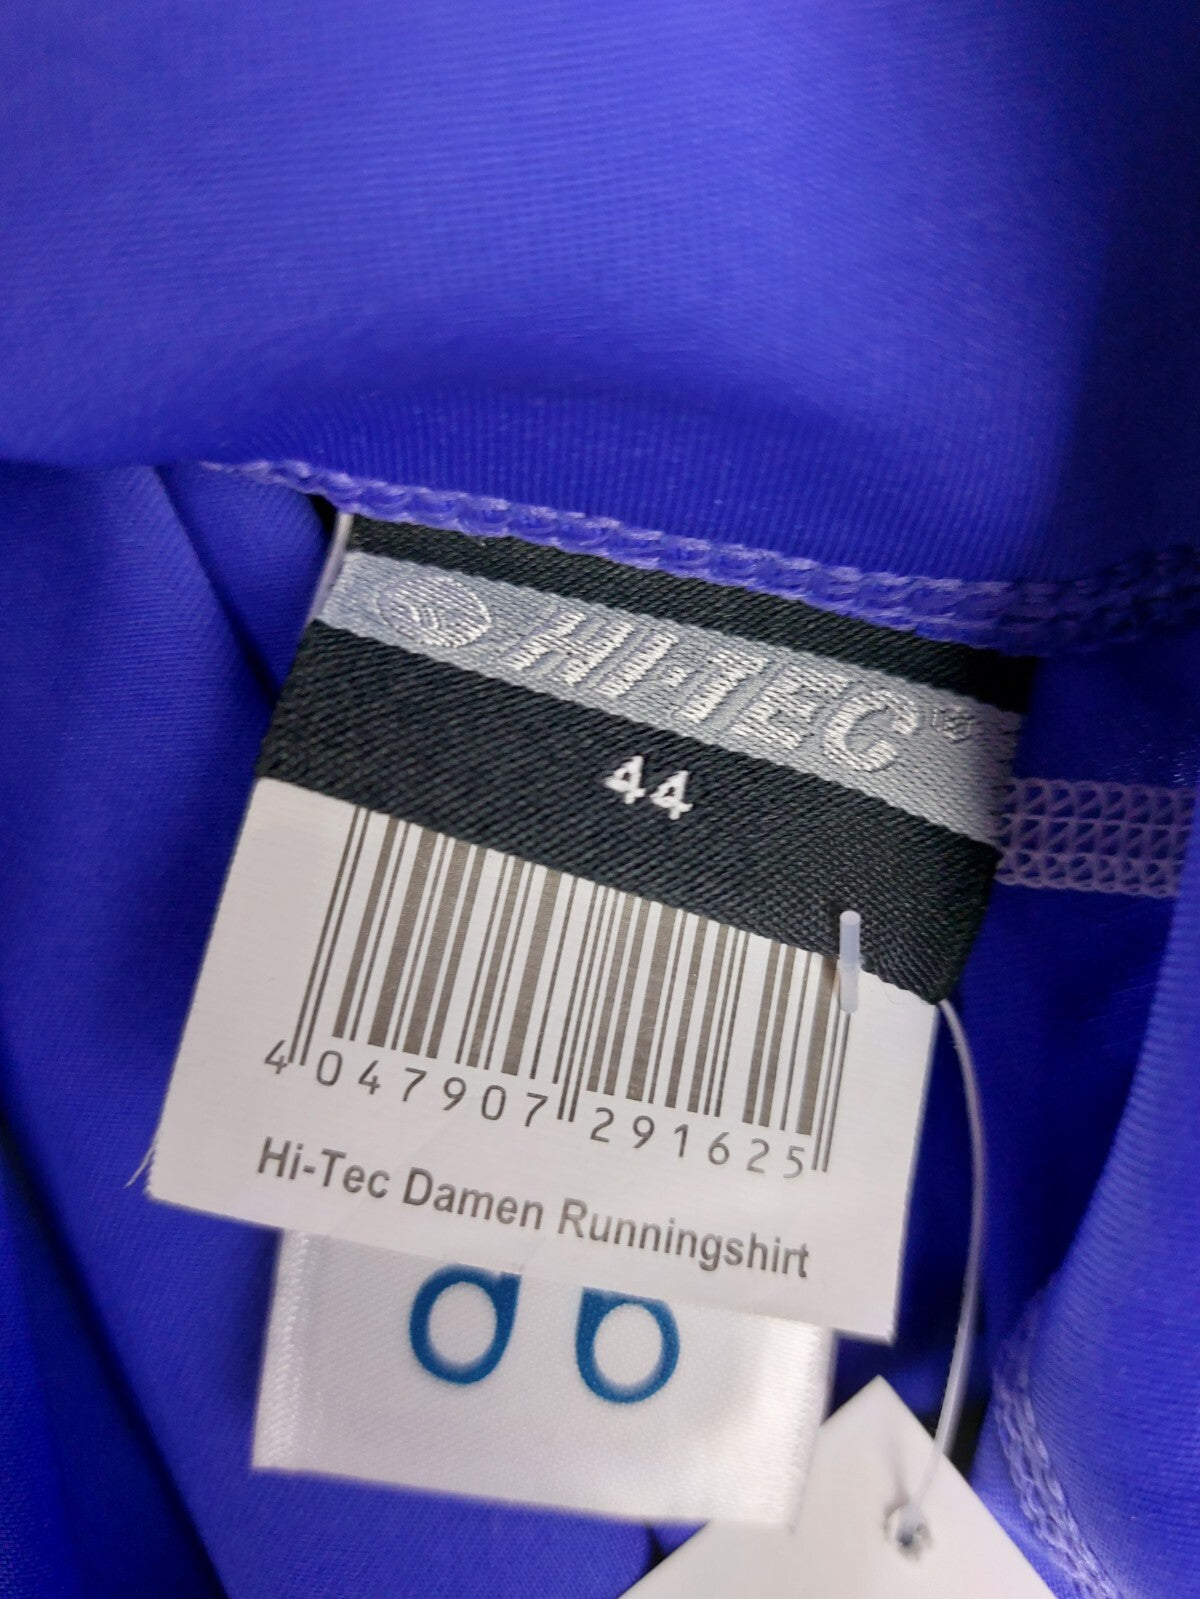 HI-TEC®
44
4 047907 291625
Hi-Tec Damen Runningshirt